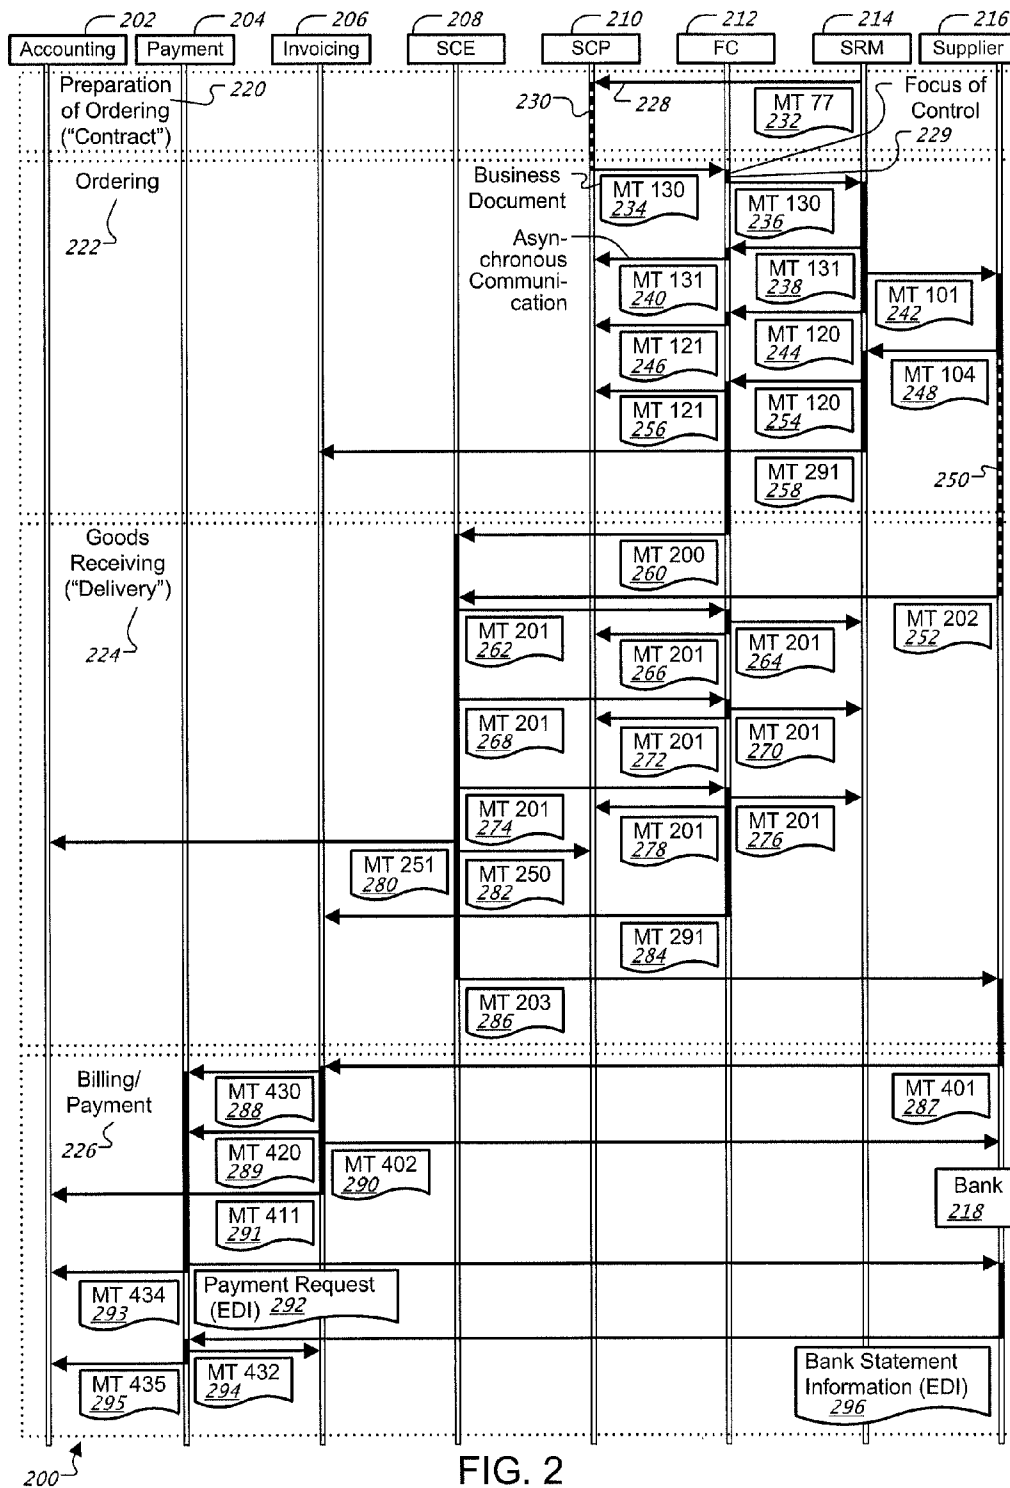 202 204 206 208 210 212 214 216
Accounting Payment Invoicing SCE SCP FC SRM Supplier
Preparation
of Ordering
("Contract")
220
230
228
MT 77
232
Focus of
Control
229
Ordering
222
Business
Document
MT 130
234
MT 130
236
Asyn-
chronous
Communi-
cation
MT 131
240
MT 131
238
MT 101
242
MT 121
246
MT 120
244
MT 104
248
MT 121
256
MT 120
254
MT 291
258
250
Goods
Receiving
("Delivery")
224
MT 200
260
MT 202
252
MT 201
262
MT 201
266
MT 201
264
MT 201
268
MT 201
272
MT 201
270
MT 201
274
MT 201
278
MT 201
276
MT 251
280
MT 250
282
MT 291
284
MT 203
286
Billing/
Payment
226
MT 430
288
MT 401
287
MT 420
289
MT 402
290
MT 411
291
Bank
218
MT 434
293
Payment Request
(EDI) 292
MT 435
295
MT 432
294
Bank Statement
Information (EDI)
296
200
FIG. 2